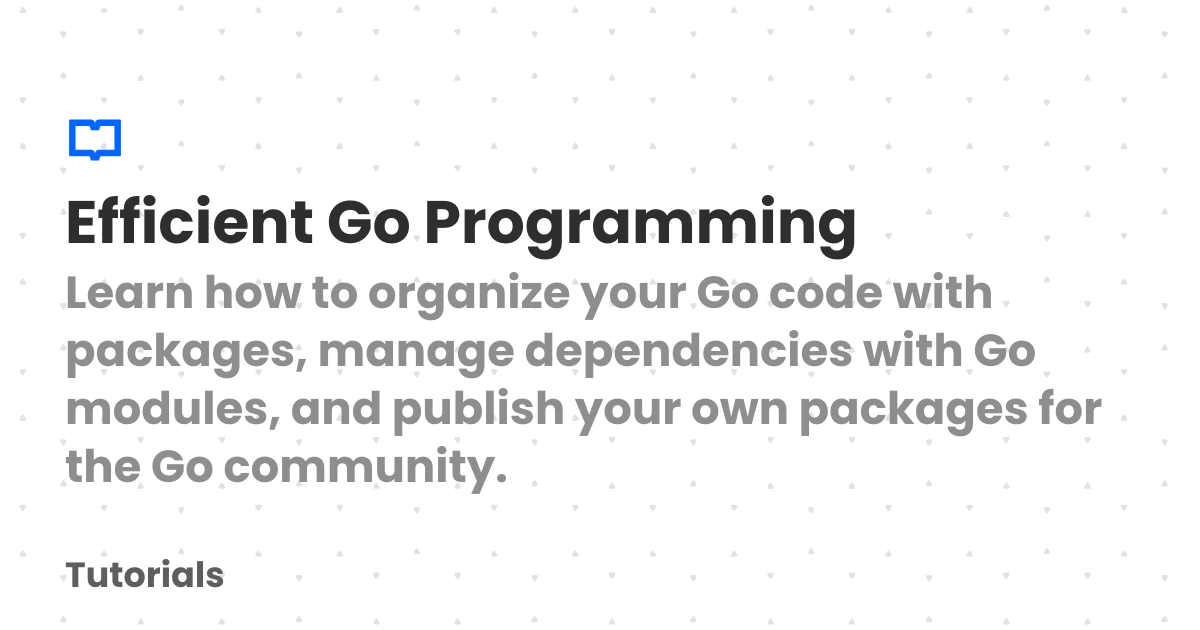 Efficient Go Programming
Learn how to organize your Go code with
packages, manage dependencies with Go
modules, and publish your own packages for
the Go community.
Tutorials